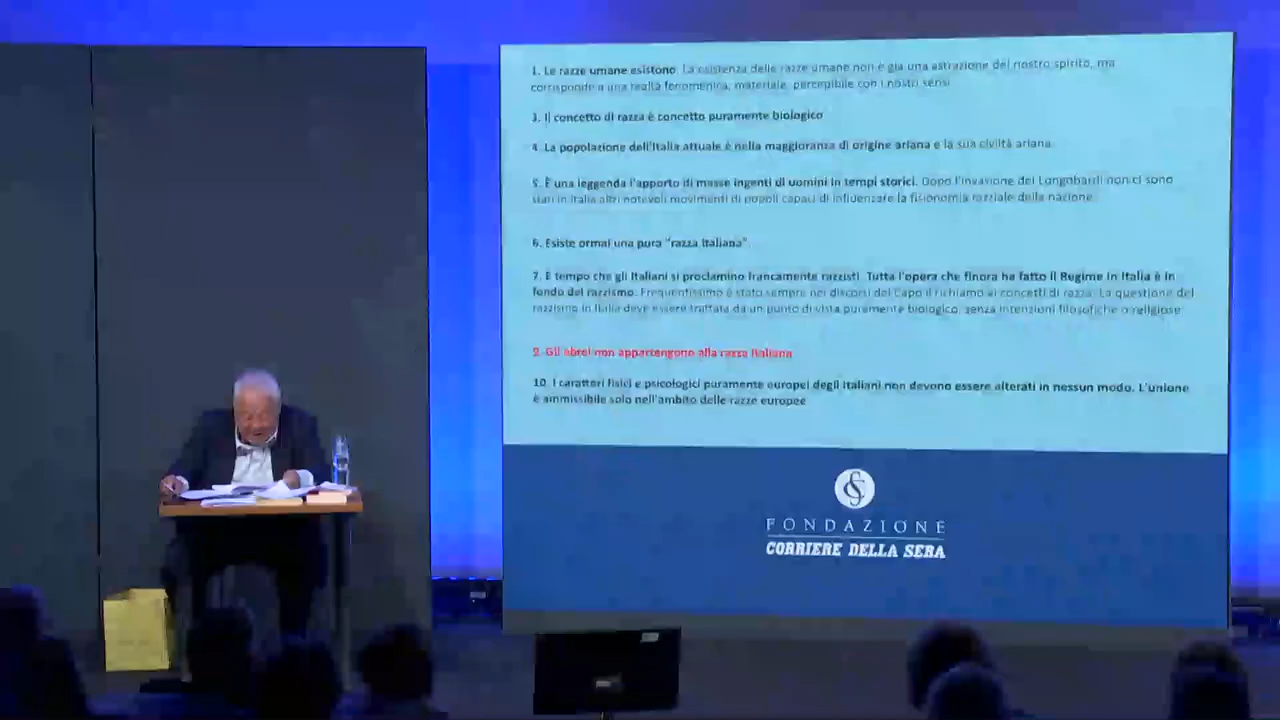 1. Le razze umane esistono. La esistenza delle razze umane non è già una astrazione del nostro spirito, ma
corrisponde a una realtà fenomenica, materiale, percepibile con i nostri sensi
3. Il concetto di razza è concetto puramente biologico
4. La popolazione dell'Italia attuale è nella maggioranza di origine ariana e la sua civiltà ariana.
5. È una leggenda l'apporto di masse ingenti di uomini in tempi storici. Dopo l'invasione dei Longobardi non ci sono
stati in Italia altri notevoli movimenti di popoli capaci di influenzare la fisionomia razziale della nazione.
6. Esiste ormai una pura "razza italiana".
7. È tempo che gli Italiani si proclamino francamente razzisti. Tutta l'opera che finora ha fatto il Regime in Italia è in
fondo del razzismo. Frequentissimo è stato sempre nei discorsi del Capo il richiamo ai concetti di razza. La questione del
razzismo in Italia deve essere trattata da un punto di vista puramente biologico, senza intenzioni filosofiche o religiose
9. Gli ebrei non appartengono alla razza italiana
10. I caratteri fisici e psicologici puramente europei degli italiani non devono essere alterati in nessun modo. L'unione
è ammissibile solo nell'ambito delle razze europee
FONDAZIONE
CORRIERE DELLA SERA